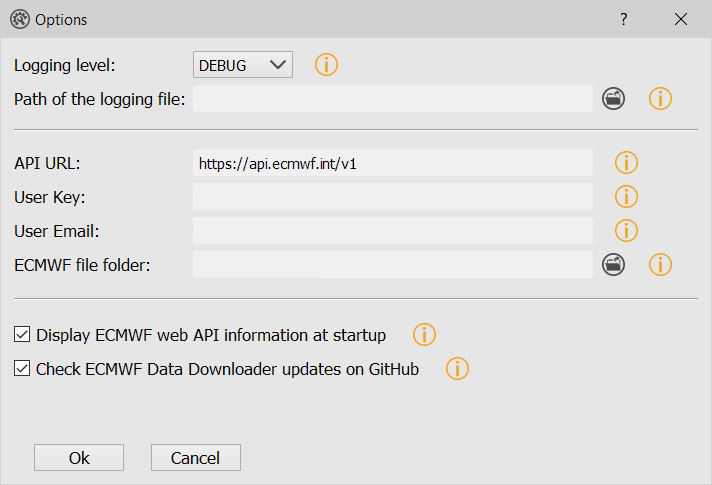 Options ?
Logging level: DEBUG
Path of the logging file:
API URL: https://api.ecmwf.int/v1
User Key:
User Email:
ECMWF file folder:
Display ECMWF web API information at startup
Check ECMWF Data Downloader updates on GitHub
Ok Cancel